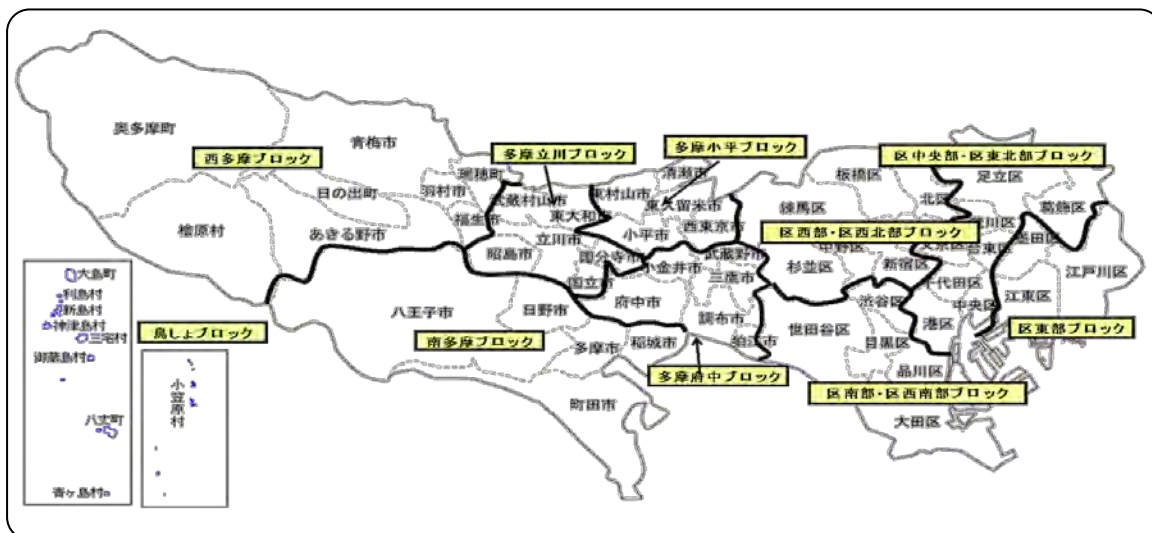 奥多摩町
青梅市
西多摩ブロック
日の出町
檜原村
あきる野市
瑞穂町
羽村市
福生市
多摩立川ブロック
武蔵村山市
東大和
昭島市
立川市
国分寺市
国立市
多摩小平ブロック
清瀬市
東村山市
東久留米市
小平市
西東京市
区中央部・区東北部ブロック
板橋区
足立区
北区
練馬区
葛飾区
荒川区
区西部・区西北部ブロック
中野区
文京区
台東区
墨田区
杉並区
新宿区
千代田区
江戸川区
武蔵野市
小金井市
三鷹市
府中市
調布市
狛江市
多摩府中ブロック
渋谷区
中央区
江東区
港区
世田谷区
目黒区
品川区
区東部ブロック
区南部・区西南部ブロック
大田区
八王子市
日野市
南多摩ブロック
多摩市
稲城市
町田市
大島町
利島村
新島村
神津島村
三宅村
御蔵島村
八丈町
青ヶ島村
島しょブロック
小笠原村